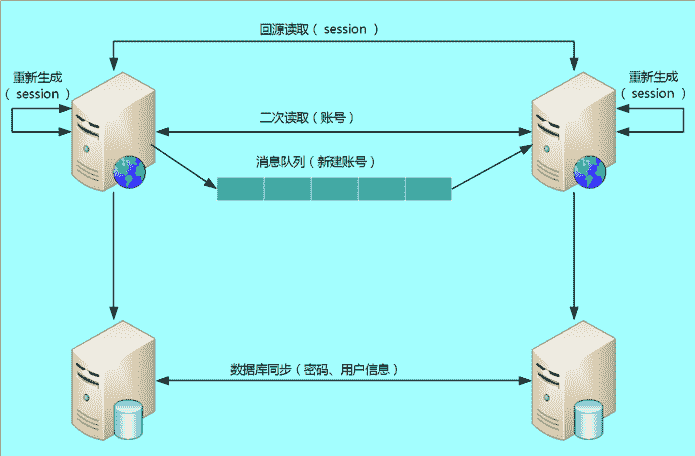 回源读取（ session ）
重新生成
（ session ）
重新生成
（ session ）
二次读取（账号）
消息队列（新建账号）
数据库同步（密码、用户信息）